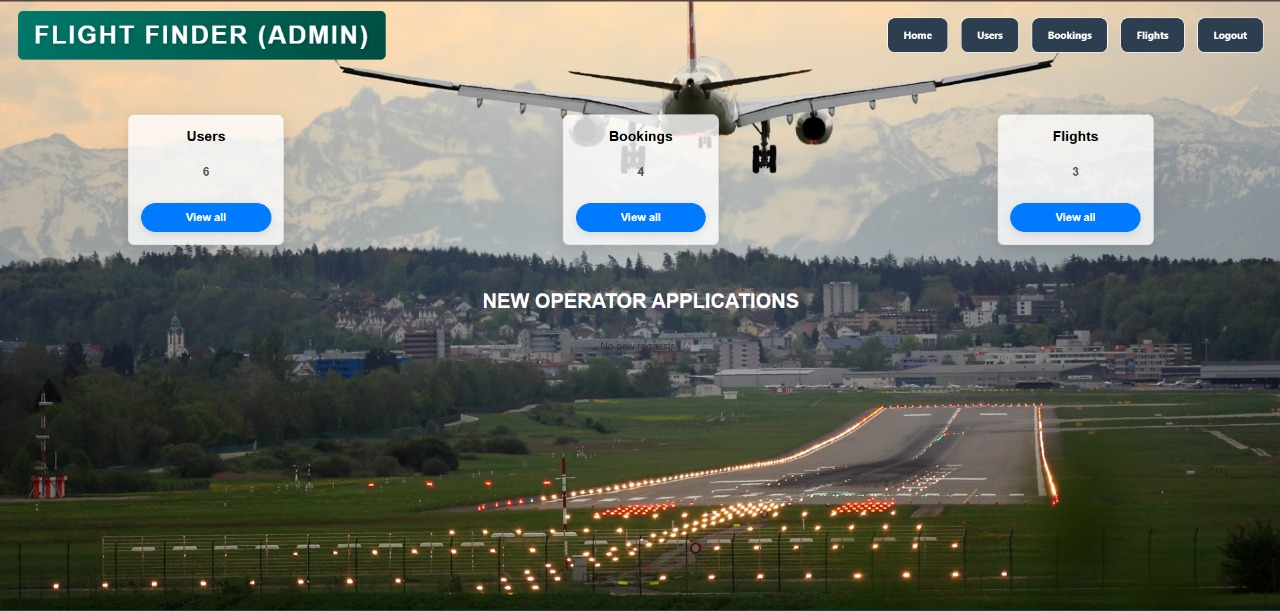 FLIGHT FINDER (ADMIN)
Home
Users
Bookings
Flights
Logout
Users
Bookings
Flights
6
4
3
View all
View all
View all
NEW OPERATOR APPLICATIONS
No new requests..